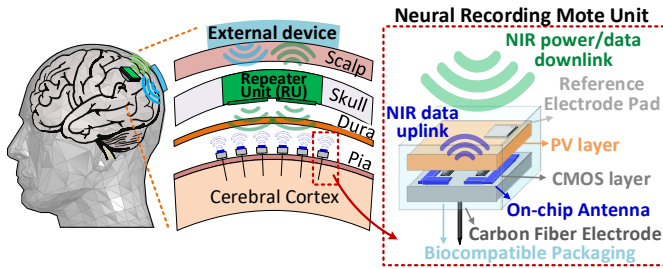 External device
Scalp
Repeater
Unit (RU)
Skull
Dura
Pia
Cerebral Cortex
Neural Recording Mote Unit
NIR power/data
downlink
Reference
Electrode Pad
NIR data
uplink
PV layer
CMOS layer
On-chip Antenna
Carbon Fiber Electrode
Biocompatible Packaging